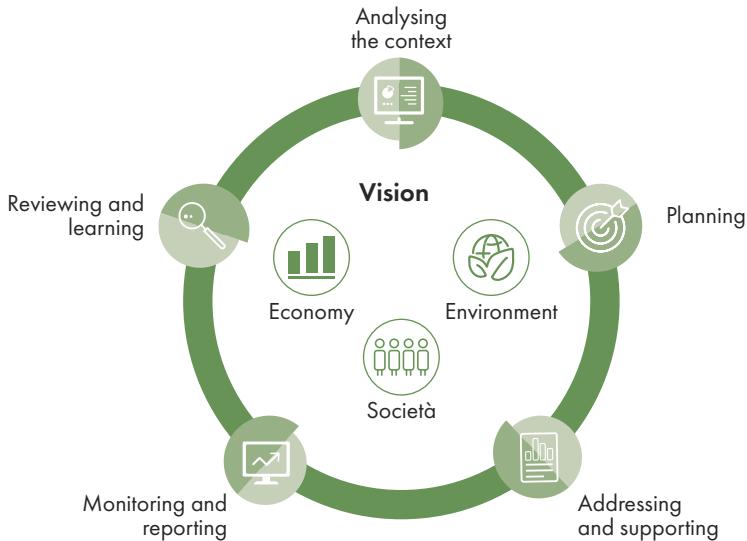 Analysing
the context
Vision
Reviewing and
learning
Planning
Economy
Environment
Società
Monitoring and
reporting
Addressing
and supporting